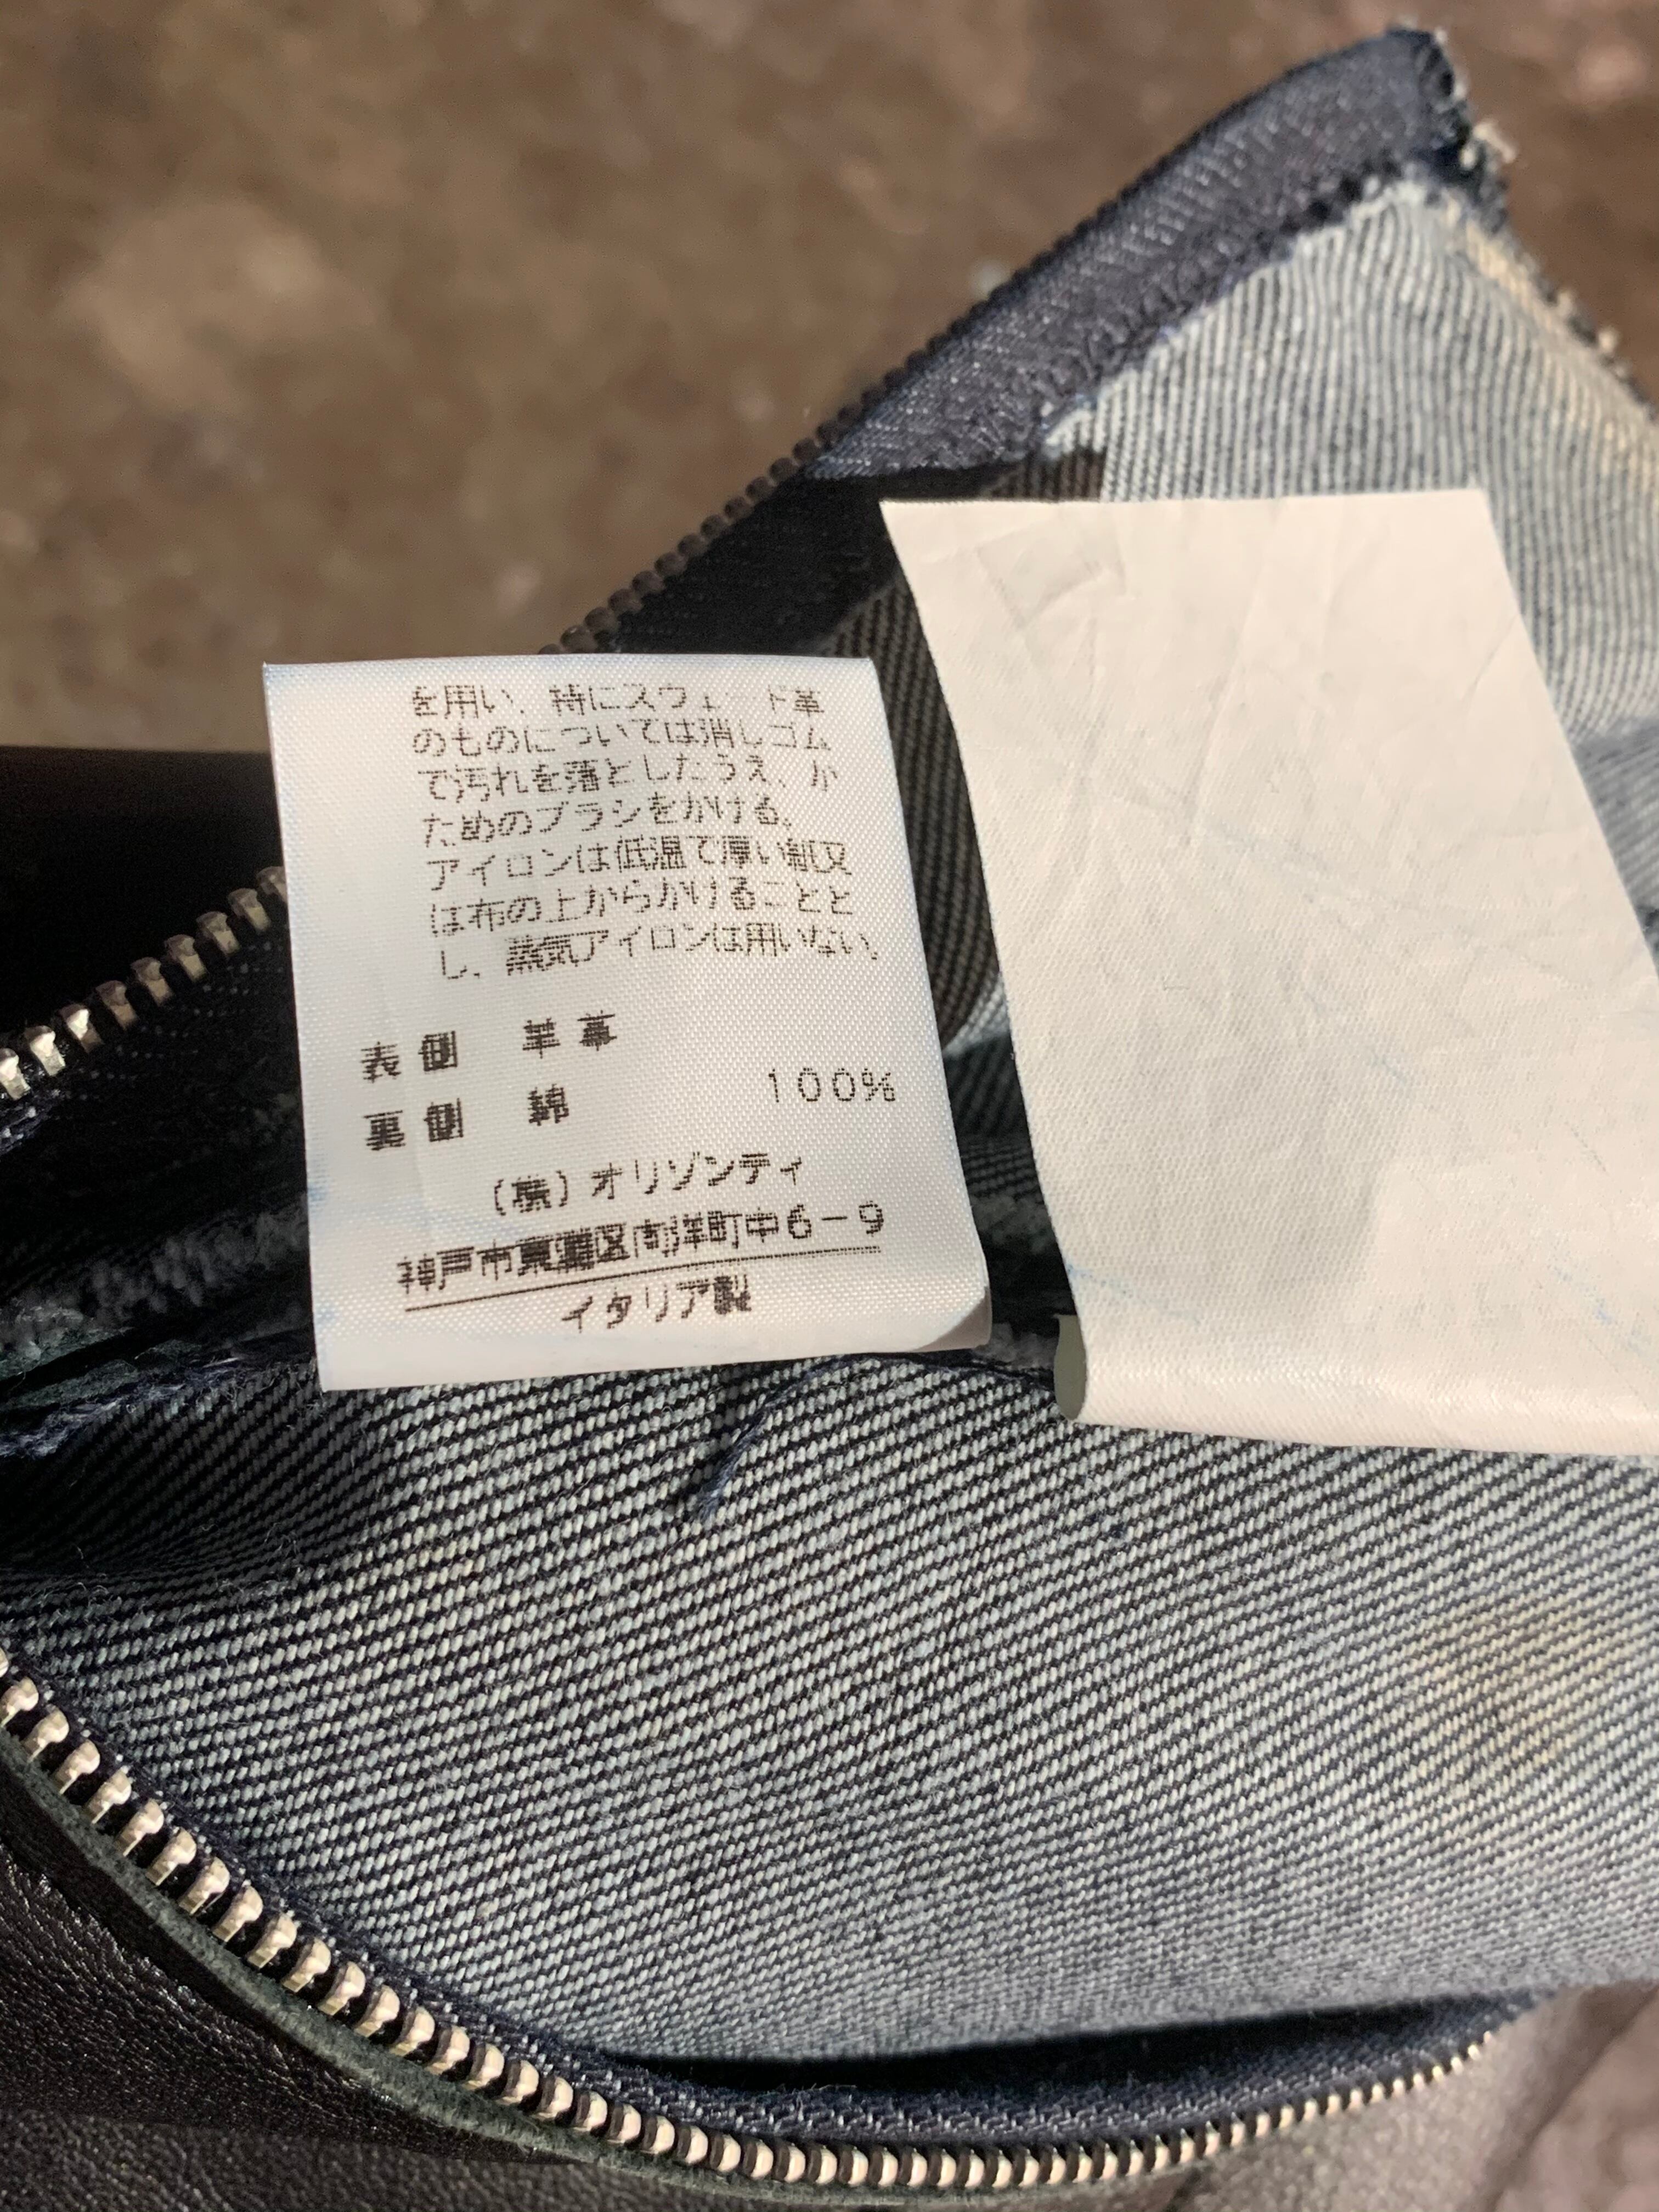 を用い、特にスウェード革
のものについては消しゴム
で汚れを落としたうえ、か
ためのブラシをかける。
アイロンは低温で厚い紙又
は布の上からかけることと
し、蒸気アイロンは用いない。
表側 羊革
裏側 綿 100%
(株)オリゾンティ
神戸市東灘区向洋町中6-9
イタリア製